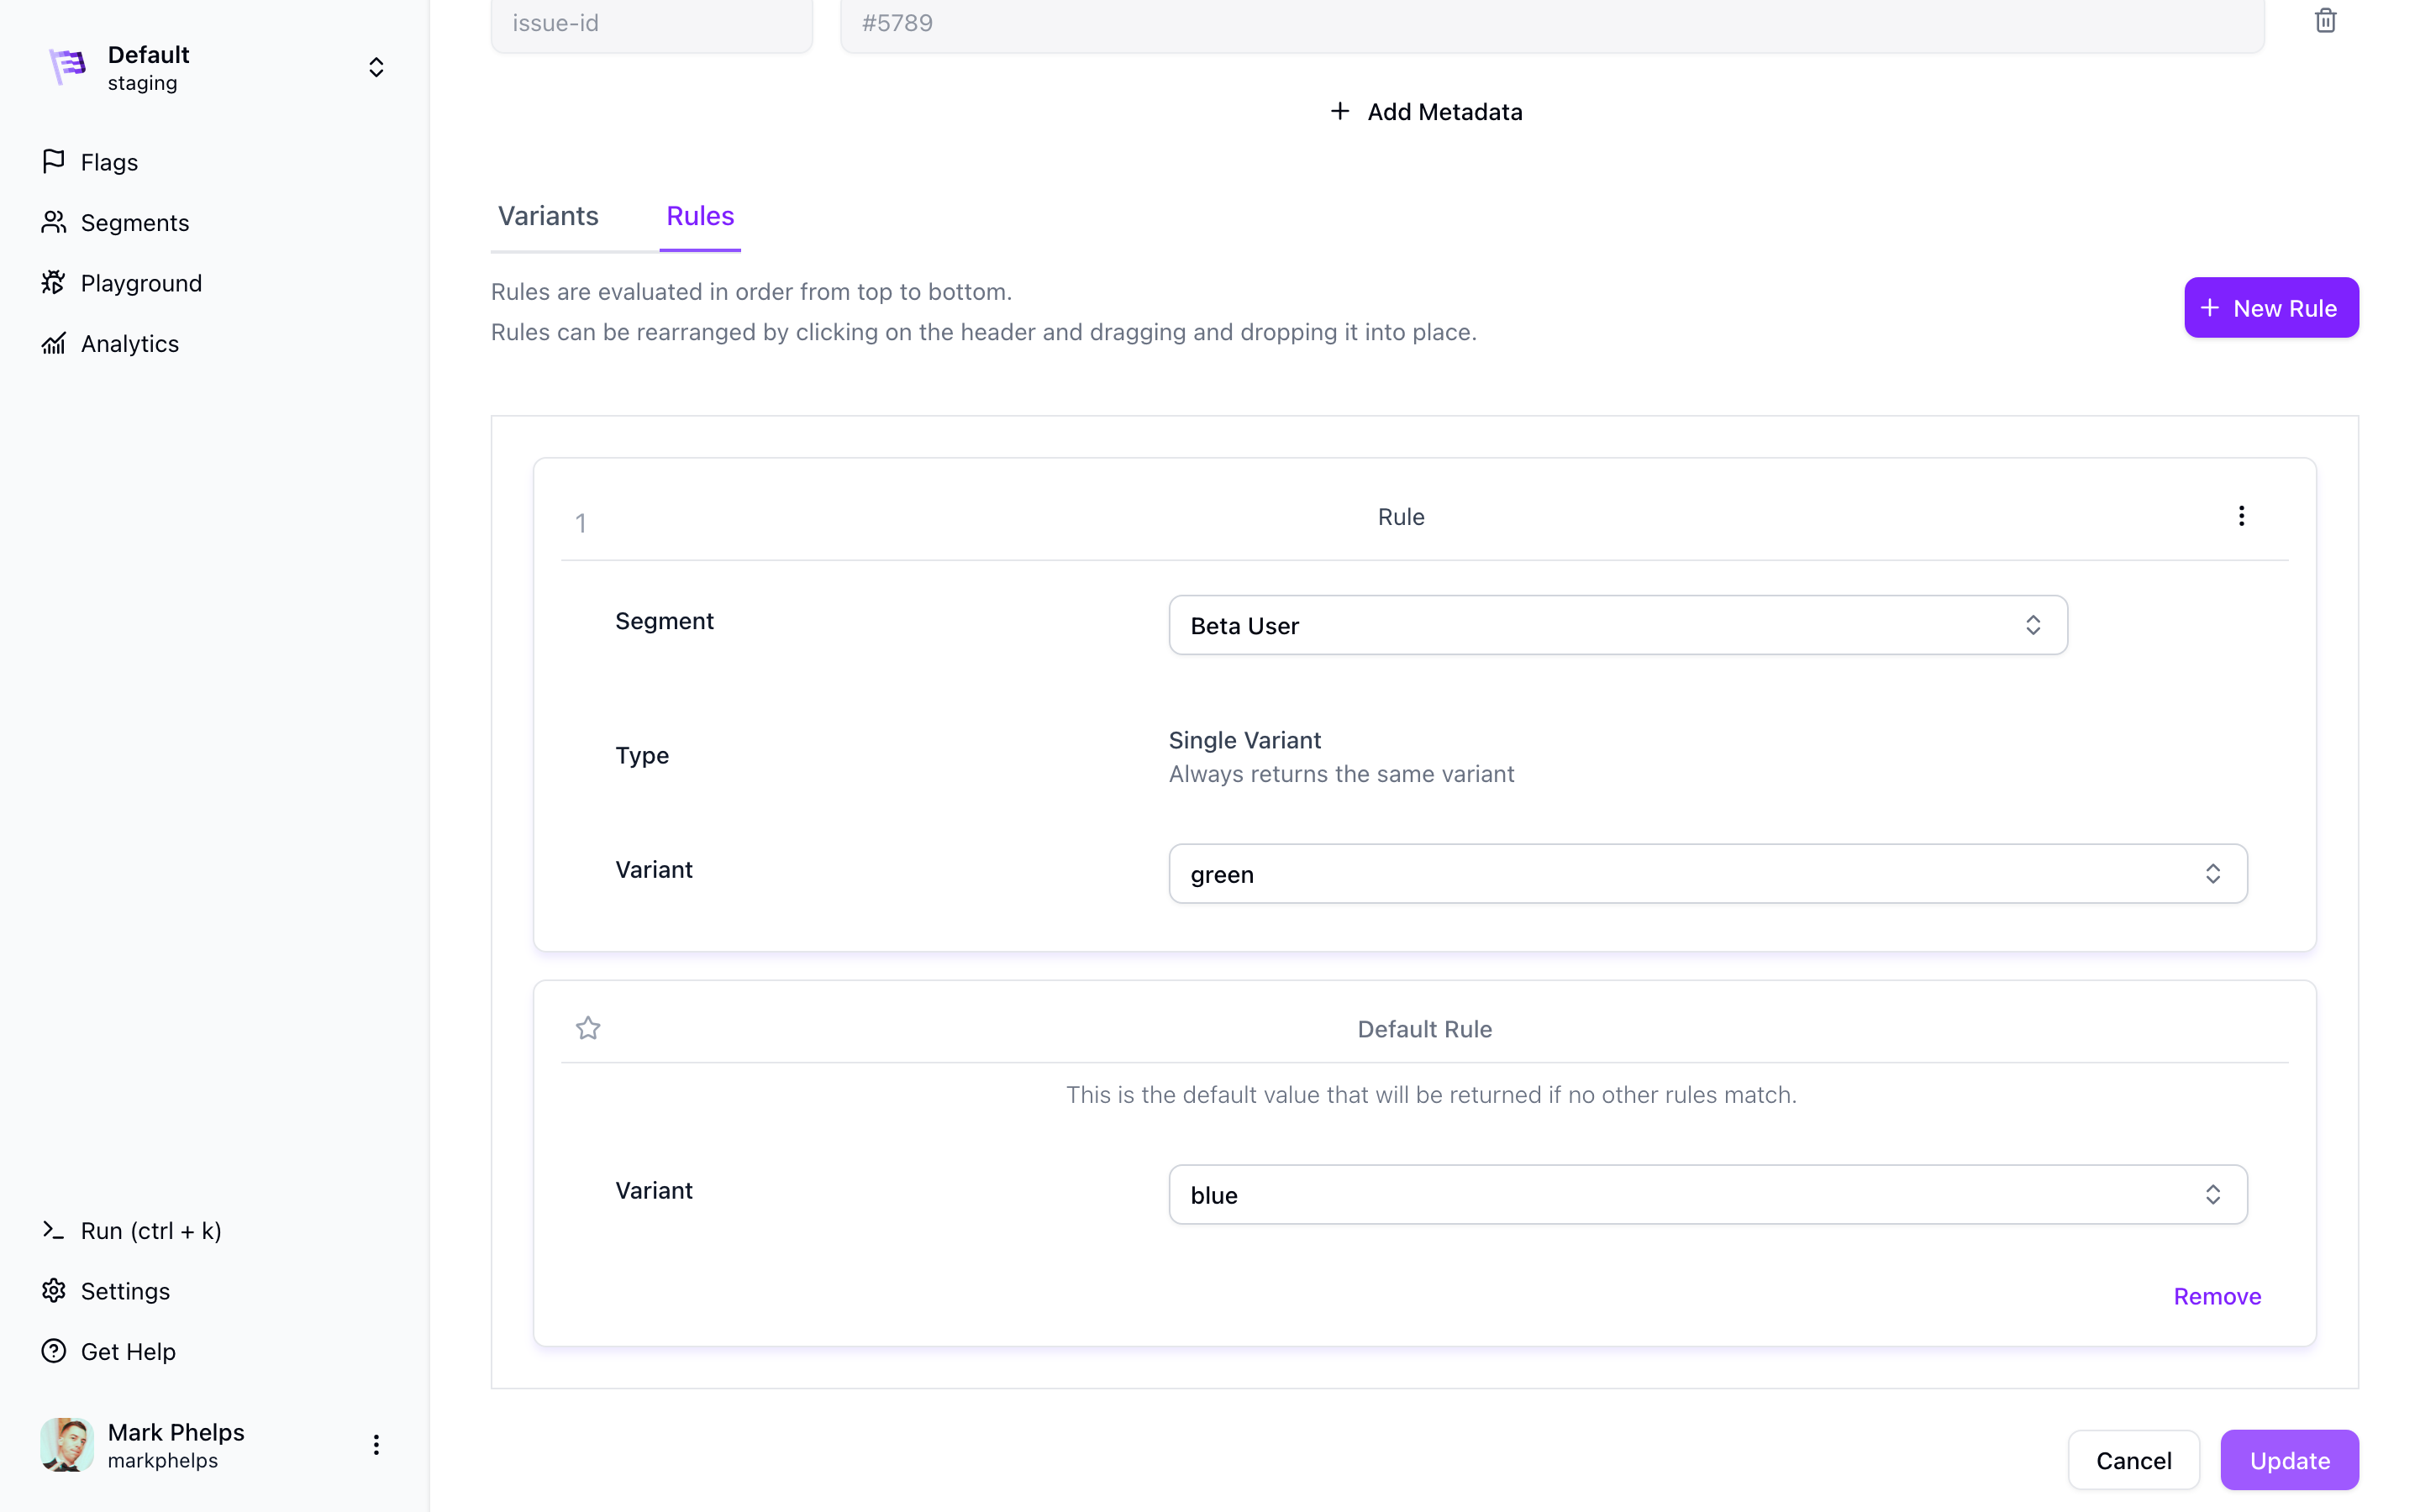 Default
staging
Flags
Segments
Playground
Analytics
Run (ctrl + k)
Settings
Get Help
Mark Phelps
markphelps
issue-id
#5789
Add Metadata
Variants
Rules
Rules are evaluated in order from top to bottom.
Rules can be rearranged by clicking on the header and dragging and dropping it into place.
New Rule
1
Rule
Segment
Beta User
Type
Single Variant
Always returns the same variant
Variant
green
Default Rule
This is the default value that will be returned if no other rules match.
Variant
blue
Remove
Cancel
Update